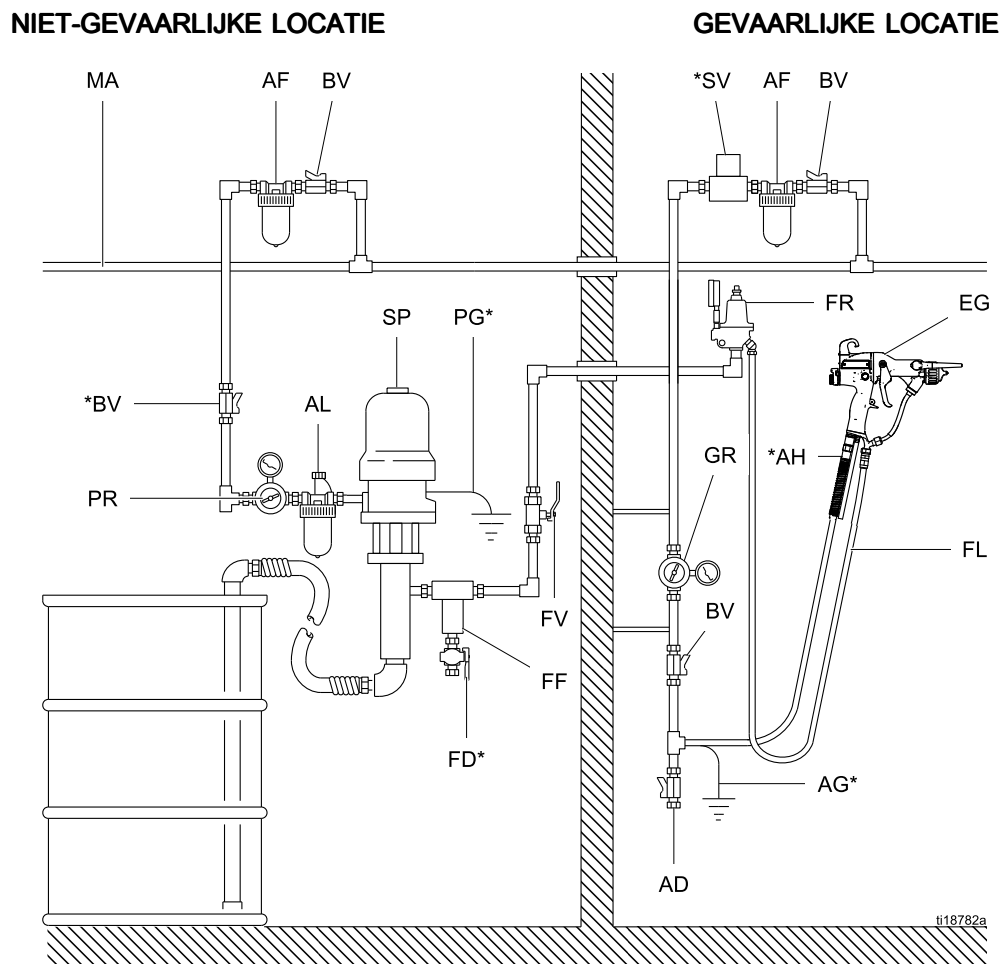 NIET-GEVAARLIJKE LOCATIE
GEVAARLIJKE LOCATIE
MA
AF
BV
*SV
AF
BV
SP
PG*
FR
EG
*BV
AL
GR
*AH
PR
FL
FV
BV
FF
FD*
AG*
AD
ti18782a